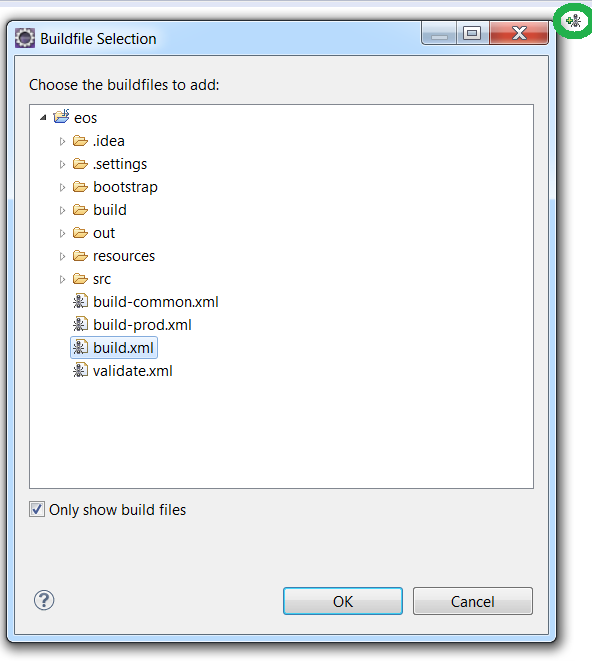 Buildfile Selection
Choose the buildfiles to add:
eos
.idea
.settings
bootstrap
build
out
resources
src
build-common.xml
build-prod.xml
build.xml
validate.xml
Only show build files
OK
Cancel